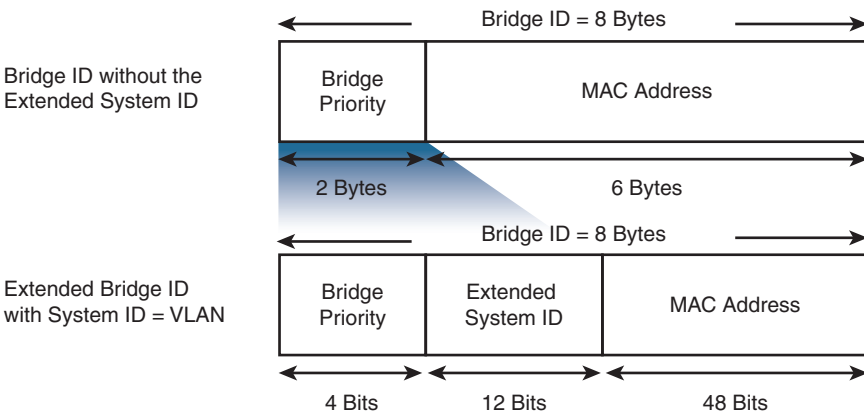 Bridge ID = 8 Bytes
Bridge ID without the
Extended System ID
Bridge
Priority
MAC Address
2 Bytes
6 Bytes
Bridge ID = 8 Bytes
Extended Bridge ID
with System ID = VLAN
Bridge
Priority
Extended
System ID
MAC Address
4 Bits
12 Bits
48 Bits